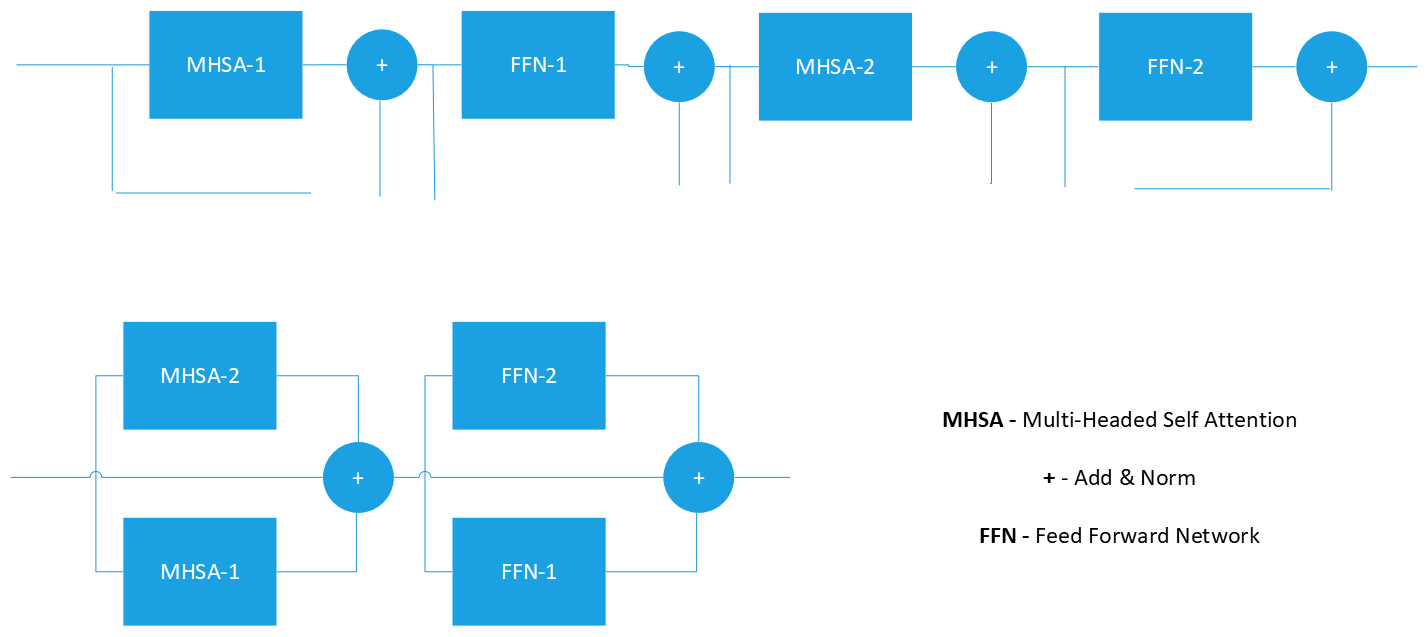 MHSA-1
+
FFN-1
+
MHSA-2
+
FFN-2
+
MHSA-2
FFN-2
MHSA - Multi-Headed Self Attention
+
+
+ - Add & Norm
FFN - Feed Forward Network
MHSA-1
FFN-1